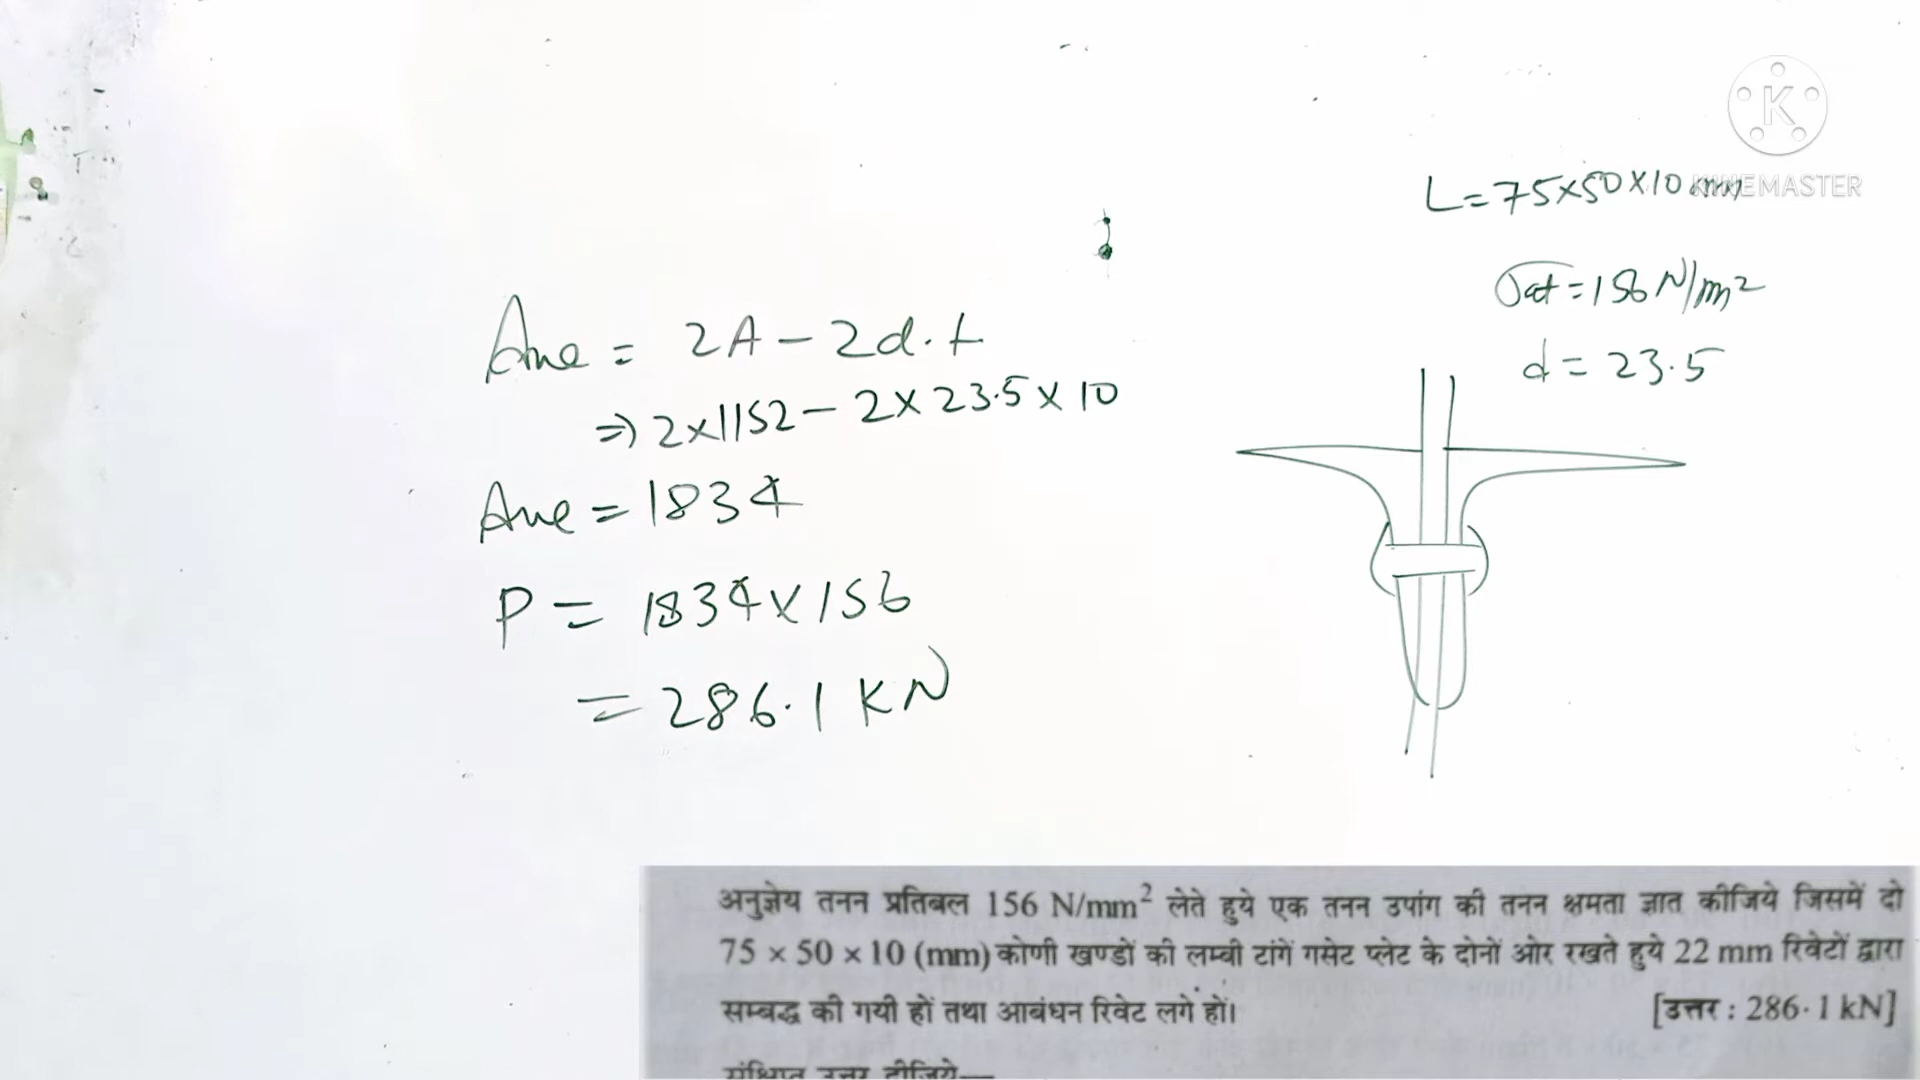 K
KINEMASTER
L = 75×50×10 mm
σat = 156 N/mm²
d = 23.5
Ane = 2A - 2d.t
⇒ 2×1152 - 2×23.5×10
Ane = 1834
P = 1834×156
= 286.1 KN
अनुज्ञेय तनन प्रतिबल 156 N/mm² लेते हुये एक तनन उपांग की तनन क्षमता ज्ञात कीजिये जिसमें दो
75 × 50 × 10 (mm) कोणी खण्डों की लम्बी टांगें गसेट प्लेट के दोनों ओर रखते हुये 22 mm रिवेटों द्वारा
सम्बद्ध की गयी हों तथा आबंधन रिवेट लगे हों। [उत्तर : 286·1 kN]
संक्षिप्त उत्तर दीजिये—